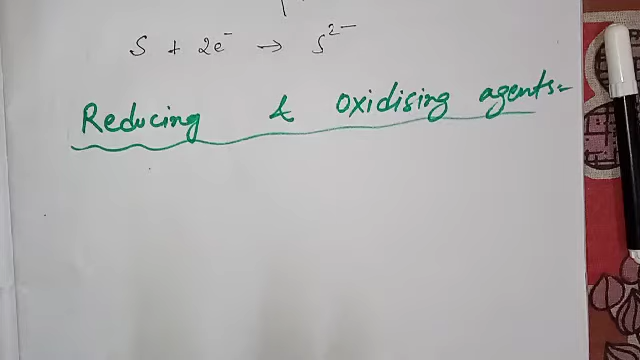 S + 2e⁻ → S²⁻
Reducing & oxidising agents-